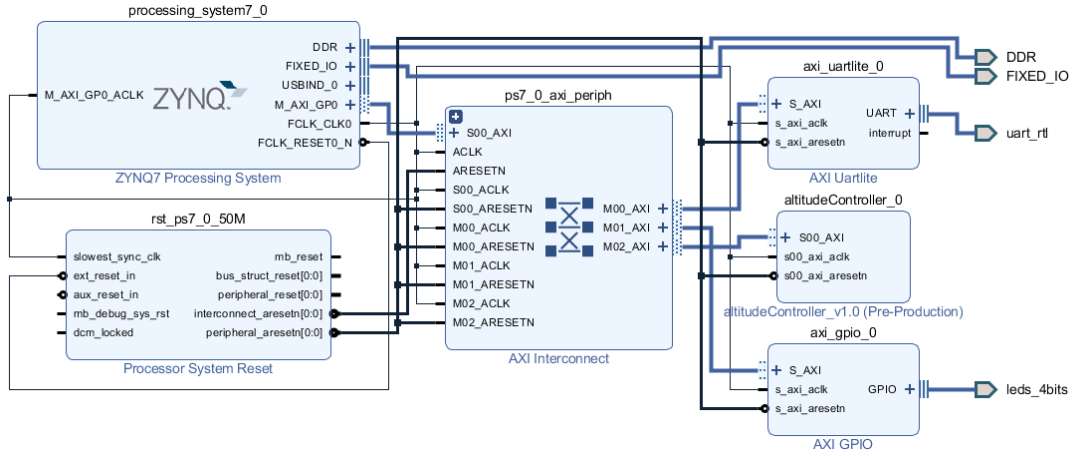 processing_system7_0
DDR
FIXED_IO
USBIND_0
M_AXI_GP0
FCLK_CLK0
FCLK_RESET0_N
M_AXI_GP0_ACLK
ZYNQ
ZYNQ7 Processing System
rst_ps7_0_50M
slowest_sync_clk
ext_reset_in
aux_reset_in
mb_debug_sys_rst
dcm_locked
mb_reset
bus_struct_reset[0:0]
peripheral_reset[0:0]
interconnect_aresetn[0:0]
peripheral_aresetn[0:0]
Processor System Reset
ps7_0_axi_periph
S00_AXI
ACLK
ARESETN
S00_ACLK
S00_ARESETN
M00_ACLK
M00_ARESETN
M01_ACLK
M01_ARESETN
M02_ACLK
M02_ARESETN
M00_AXI
M01_AXI
M02_AXI
AXI Interconnect
axi_uartlite_0
S_AXI
s_axi_aclk
s_axi_aresetn
UART
interrupt
AXI Uartlite
altitudeController_0
S00_AXI
s00_axi_aclk
s00_axi_aresetn
altitudeController_v1.0 (Pre-Production)
axi_gpio_0
S_AXI
s_axi_aclk
s_axi_aresetn
GPIO
AXI GPIO
DDR
FIXED_IO
uart_rtl
leds_4bits